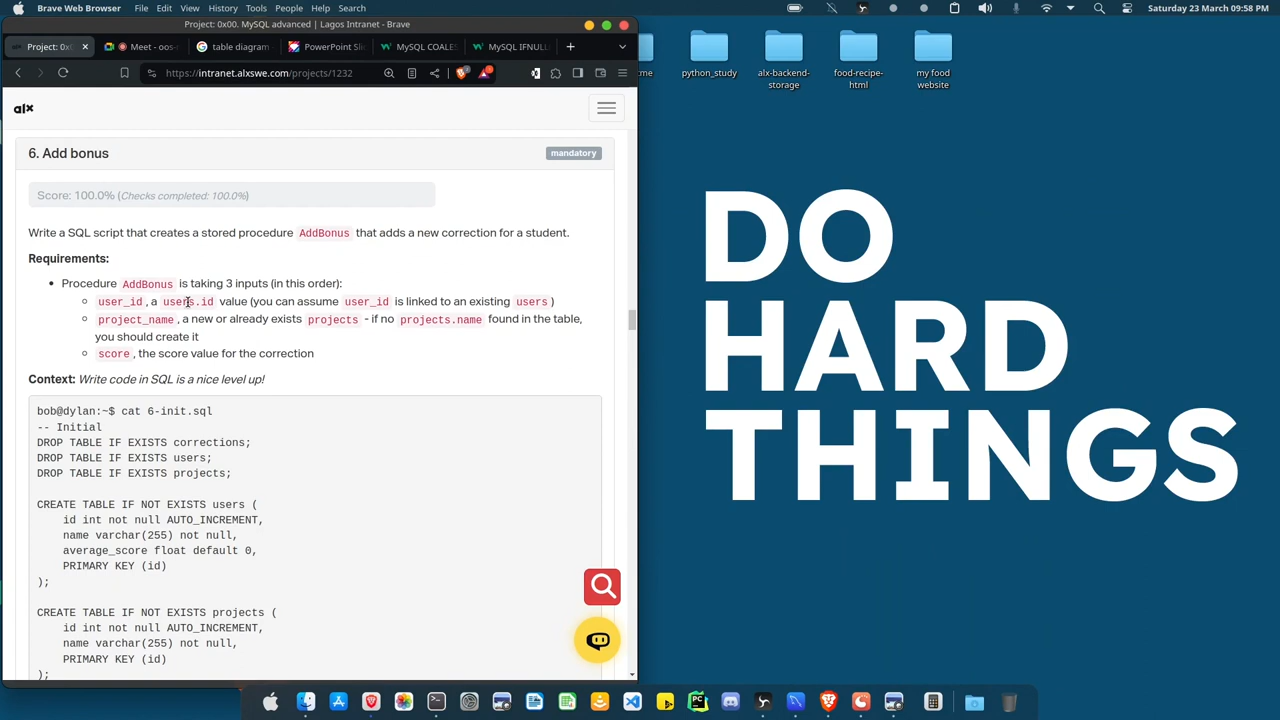 Brave Web Browser File Edit View History Tools People Help Search Saturday 23 March 09:58 PM
Project: 0x00. MySQL advanced | Lagos Intranet - Brave
Project: 0x0 Meet - oos- table diagram - PowerPoint Slid MySQL COALES MySQL IFNULL
https://intranet.alxswe.com/projects/1232
alx
6. Add bonus mandatory
Score: 100.0% (Checks completed: 100.0%)
Write a SQL script that creates a stored procedure AddBonus that adds a new correction for a student.
Requirements:
Procedure AddBonus is taking 3 inputs (in this order):
user_id, a users.id value (you can assume user_id is linked to an existing users)
project_name, a new or already exists projects - if no projects.name found in the table,
you should create it
score, the score value for the correction
Context: Write code in SQL is a nice level up!
bob@dylan:~$ cat 6-init.sql
-- Initial
DROP TABLE IF EXISTS corrections;
DROP TABLE IF EXISTS users;
DROP TABLE IF EXISTS projects;
CREATE TABLE IF NOT EXISTS users (
id int not null AUTO_INCREMENT,
name varchar(255) not null,
average_score float default 0,
PRIMARY KEY (id)
);
CREATE TABLE IF NOT EXISTS projects (
id int not null AUTO_INCREMENT,
name varchar(255) not null,
PRIMARY KEY (id)
);
me
python_study
alx-backend-
storage
food-recipe-
html
my food
website
DO
HARD
THINGS
PC